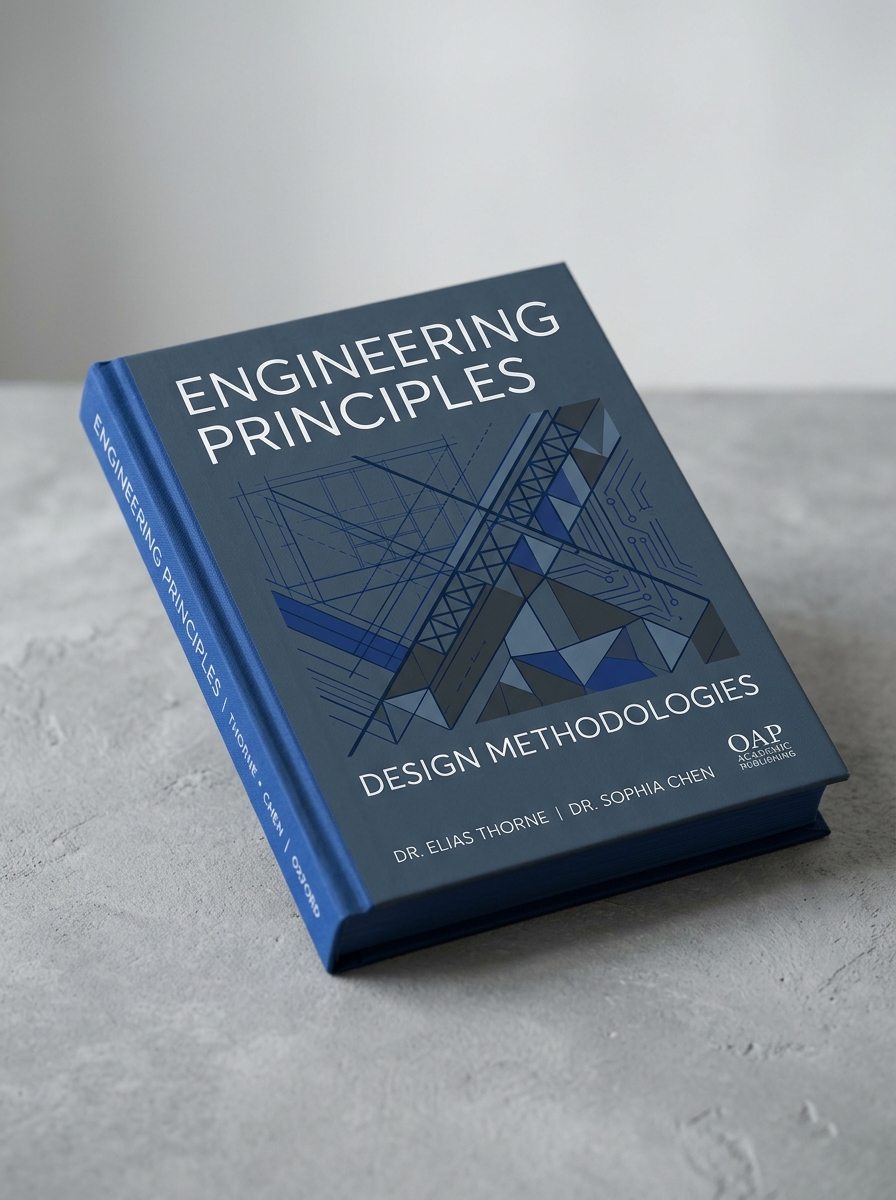 ENGINEERING
PRINCIPLES
DESIGN METHODOLOGIES
DR. ELIAS THORNE | DR. SOPHIA CHEN
OAP
ACADEMIC
PUBLISHING
ENGINEERING PRINCIPLES | THORNE • CHEN | OXFORD